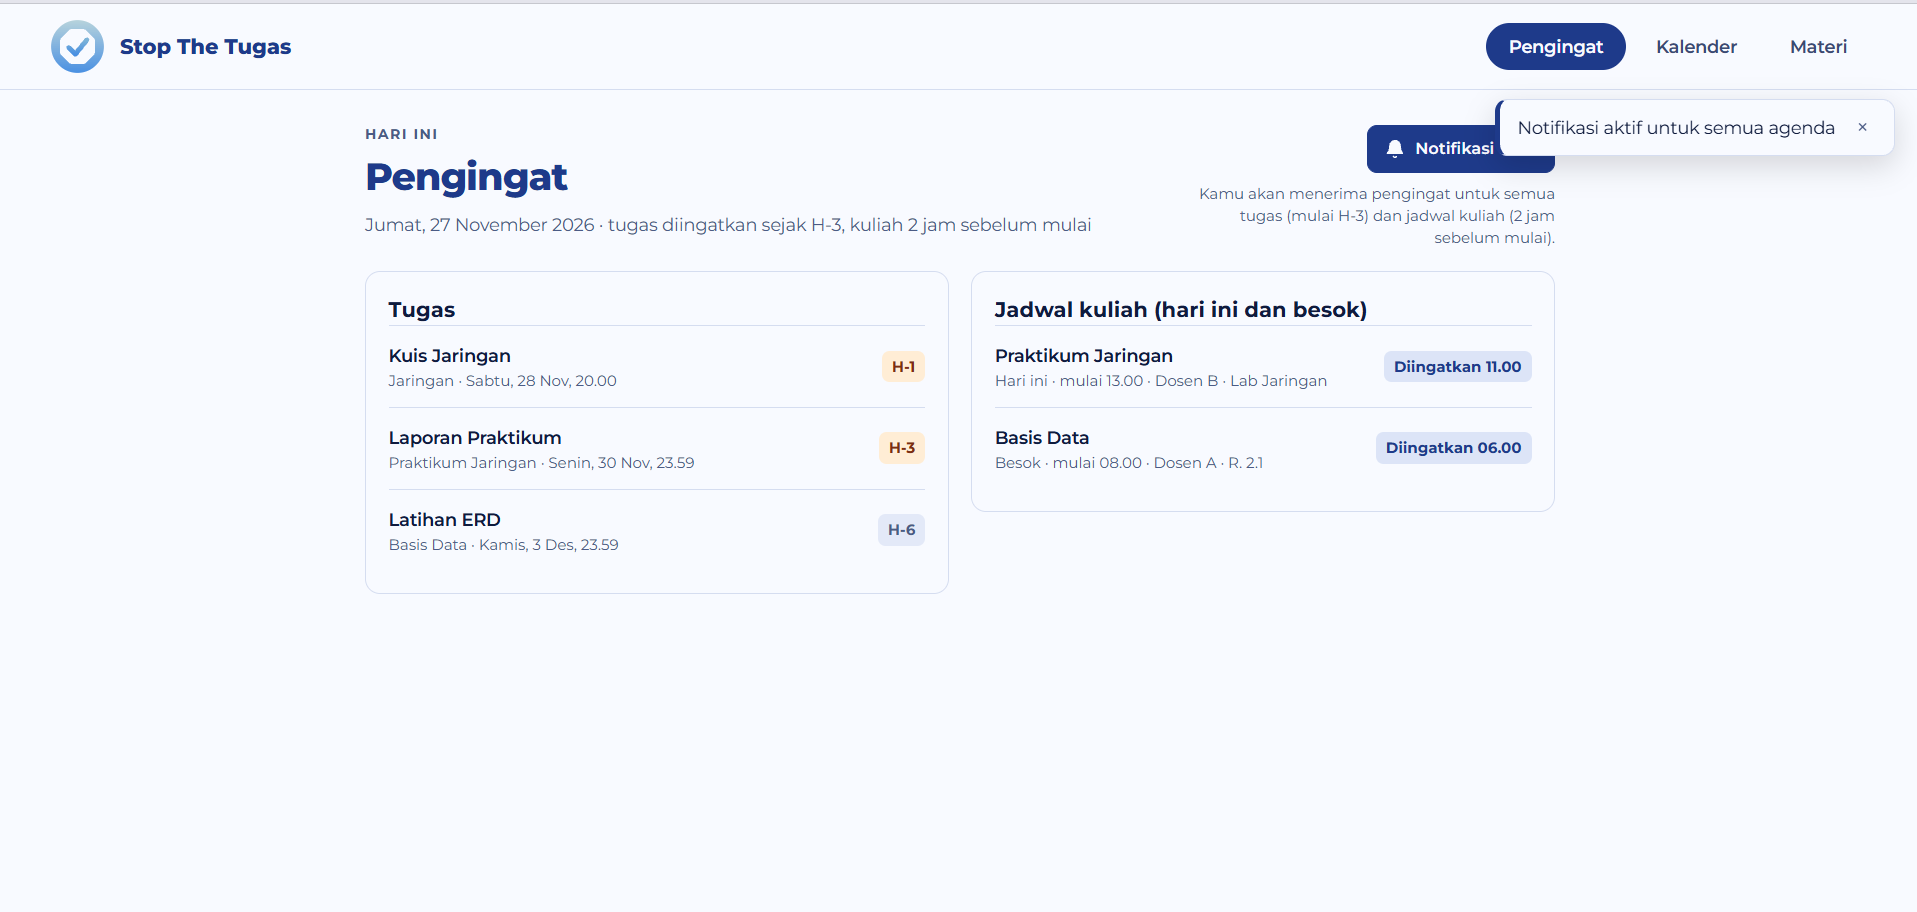 Stop The Tugas
Pengingat
Kalender
Materi
Notifikasi aktif untuk semua agenda ×
HARI INI
Pengingat
Jumat, 27 November 2026 · tugas diingatkan sejak H-3, kuliah 2 jam sebelum mulai
Notifikasi
Kamu akan menerima pengingat untuk semua
tugas (mulai H-3) dan jadwal kuliah (2 jam
sebelum mulai).
Tugas
Kuis Jaringan
Jaringan · Sabtu, 28 Nov, 20.00
H-1
Laporan Praktikum
Praktikum Jaringan · Senin, 30 Nov, 23.59
H-3
Latihan ERD
Basis Data · Kamis, 3 Des, 23.59
H-6
Jadwal kuliah (hari ini dan besok)
Praktikum Jaringan
Hari ini · mulai 13.00 · Dosen B · Lab Jaringan
Diingatkan 11.00
Basis Data
Besok · mulai 08.00 · Dosen A · R. 2.1
Diingatkan 06.00